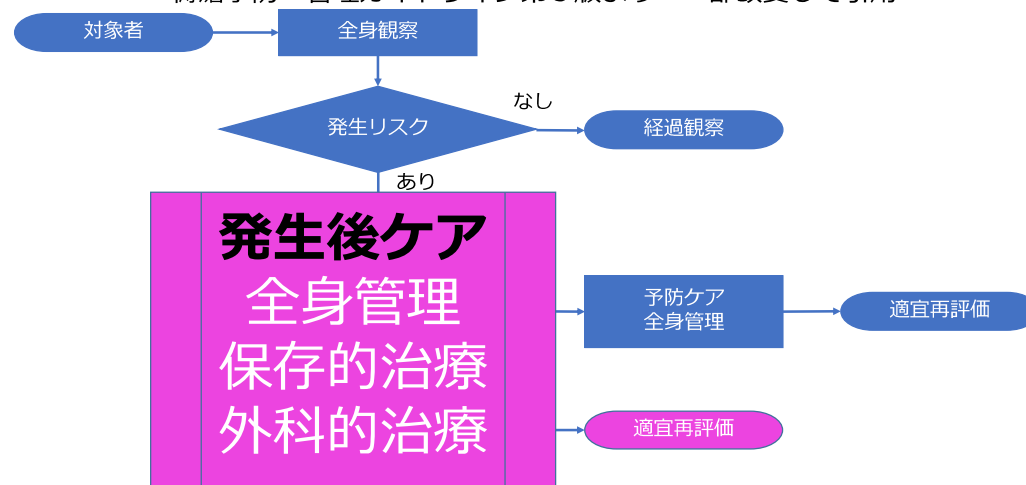 対象者
全身観察
発生リスク
なし
経過観察
あり
発生後ケア
全身管理
保存的治療
外科的治療
予防ケア
全身管理
適宜再評価
適宜再評価